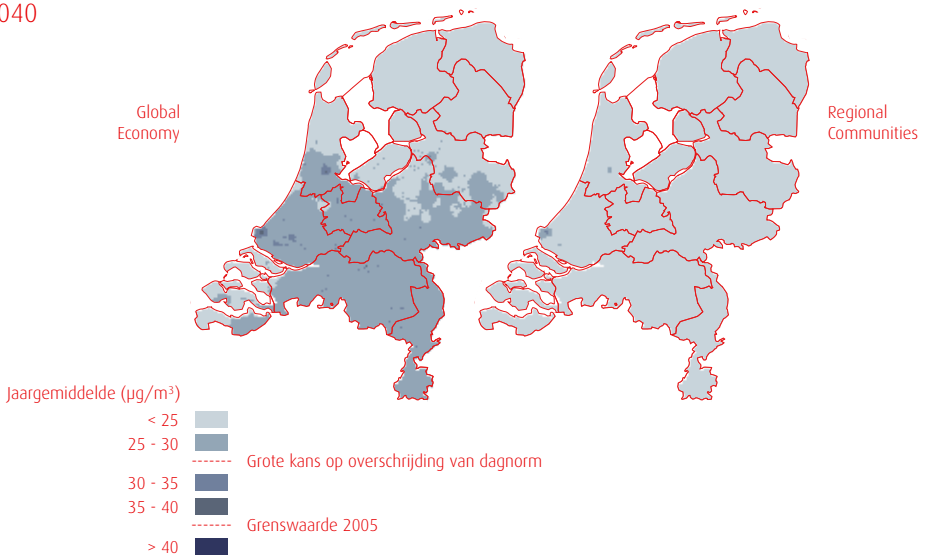 040
Global
Economy
Regional
Communities
Jaargemiddelde (µg/m³)
< 25
25 - 30
Grote kans op overschrijding van dagnorm
30 - 35
35 - 40
Grenswaarde 2005
> 40